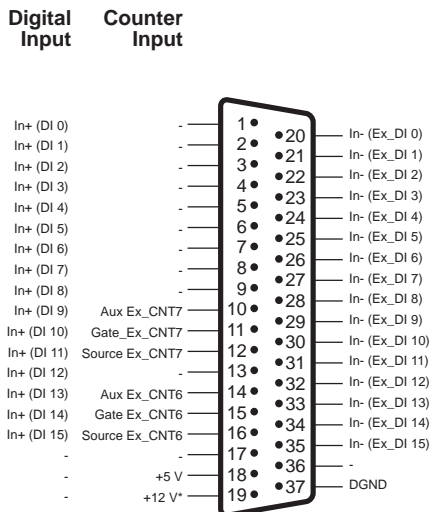 Digital Input Counter Input
In+ (DI 0) - 1 20 In- (Ex_DI 0)
In+ (DI 1) - 2 21 In- (Ex_DI 1)
In+ (DI 2) - 3 22 In- (Ex_DI 2)
In+ (DI 3) - 4 23 In- (Ex_DI 3)
In+ (DI 4) - 5 24 In- (Ex_DI 4)
In+ (DI 5) - 6 25 In- (Ex_DI 5)
In+ (DI 6) - 7 26 In- (Ex_DI 6)
In+ (DI 7) - 8 27 In- (Ex_DI 7)
In+ (DI 8) - 9 28 In- (Ex_DI 8)
In+ (DI 9) Aux Ex_CNT7 10 29 In- (Ex_DI 9)
In+ (DI 10) Gate_Ex_CNT7 11 30 In- (Ex_DI 10)
In+ (DI 11) Source Ex_CNT7 12 31 In- (Ex_DI 11)
In+ (DI 12) - 13 32 In- (Ex_DI 12)
In+ (DI 13) Aux Ex_CNT6 14 33 In- (Ex_DI 13)
In+ (DI 14) Gate Ex_CNT6 15 34 In- (Ex_DI 14)
In+ (DI 15) Source Ex_CNT6 16 35 In- (Ex_DI 15)
- - 17 36 -
- +5 V 18 37 DGND
- +12 V* 19